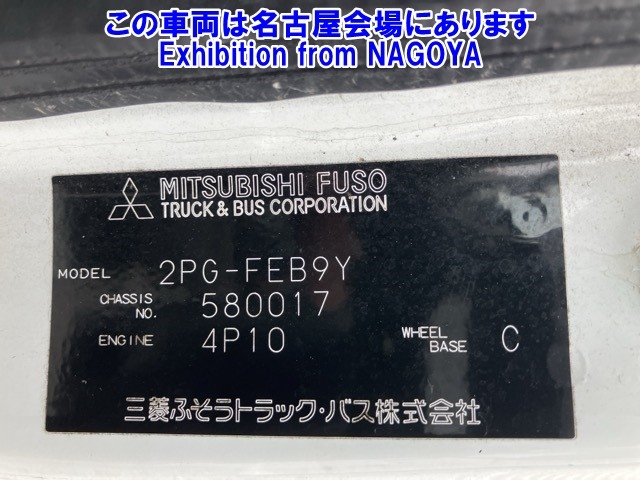 この車両は名古屋会場にあります
Exhibition from NAGOYA
MITSUBISHI FUSO
TRUCK & BUS CORPORATION
MODEL 2PG-FEB9Y
CHASSIS NO. 580017
ENGINE 4P10 WHEEL BASE C
三菱ふそうトラック・バス株式会社